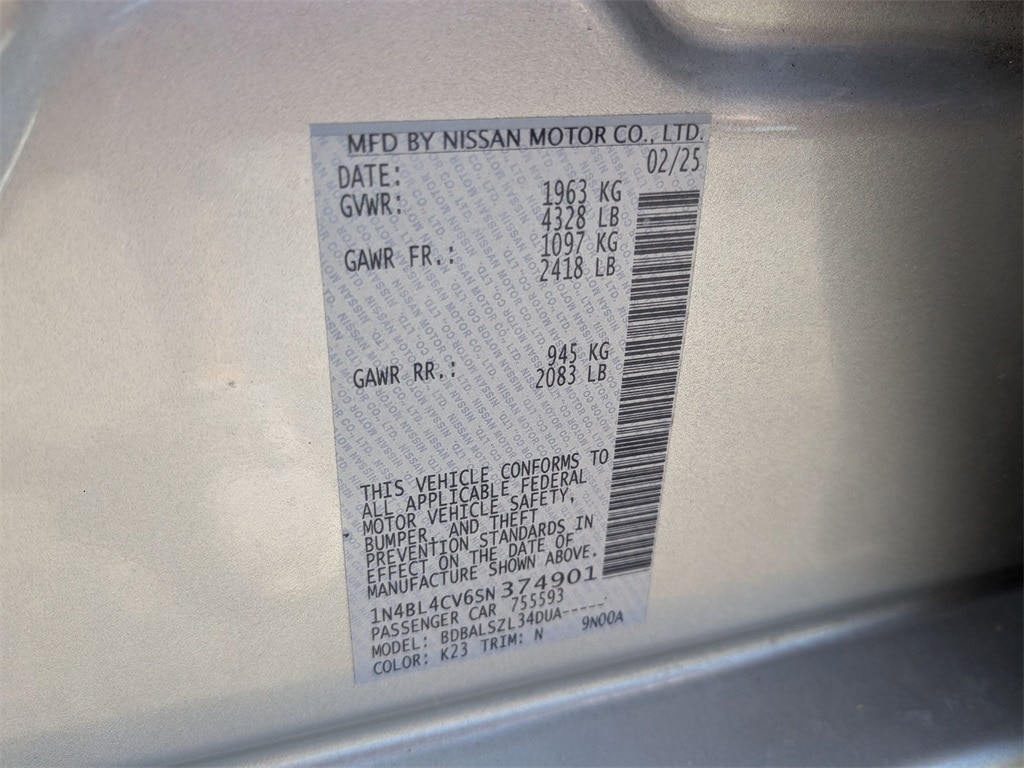 MFD BY NISSAN MOTOR CO., LTD.
DATE: 02/25
GVWR: 1963 KG
4328 LB
GAWR FR.: 1097 KG
2418 LB
GAWR RR.: 945 KG
2083 LB
THIS VEHICLE CONFORMS TO
ALL APPLICABLE FEDERAL
MOTOR VEHICLE SAFETY,
BUMPER, AND THEFT
PREVENTION STANDARDS IN
EFFECT ON THE DATE OF
MANUFACTURE SHOWN ABOVE.
1N4BL4CV6SN374901
PASSENGER CAR 755593
MODEL: BDBALSZL34DUA-----
COLOR: K23 TRIM: N 9N00A